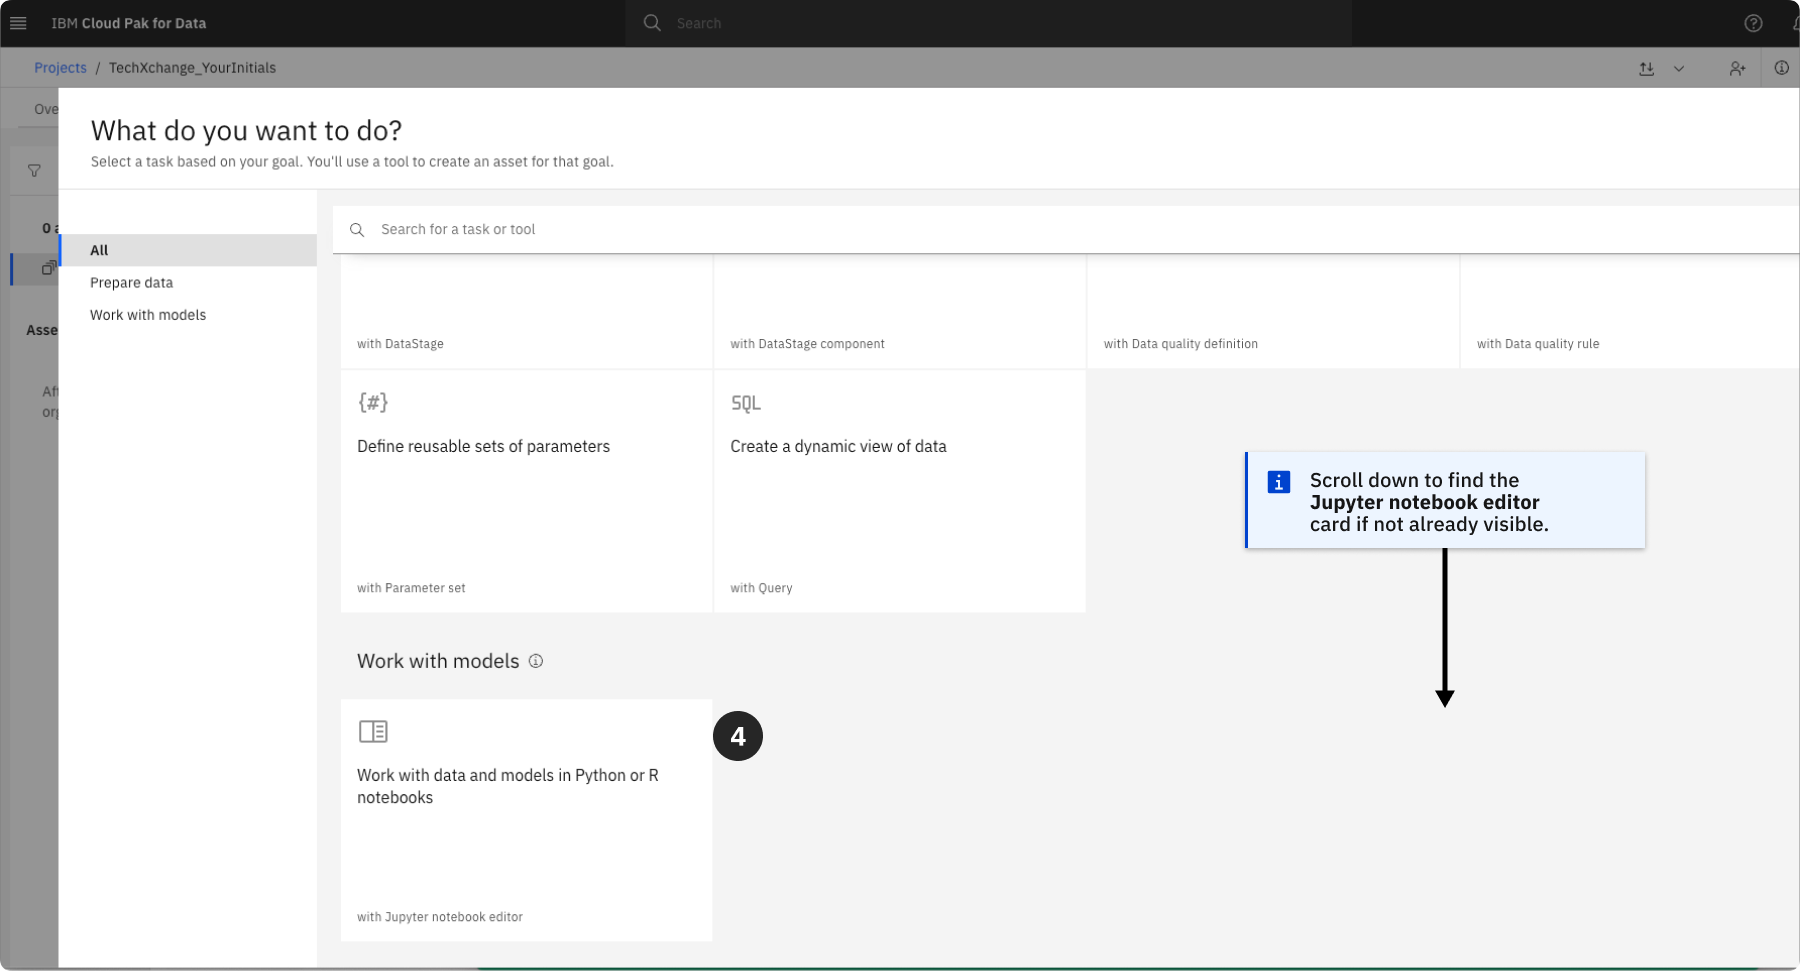 IBM Cloud Pak for Data
Search
Projects / TechXchange_YourInitials
What do you want to do?
Select a task based on your goal. You'll use a tool to create an asset for that goal.
Search for a task or tool
0
All
Prepare data
Work with models
with DataStage
with DataStage component
with Data quality definition
with Data quality rule
{#}
SQL
Define reusable sets of parameters
Create a dynamic view of data
Scroll down to find the
Jupyter notebook editor
card if not already visible.
with Parameter set
with Query
Work with models
4
Work with data and models in Python or R
notebooks
with Jupyter notebook editor